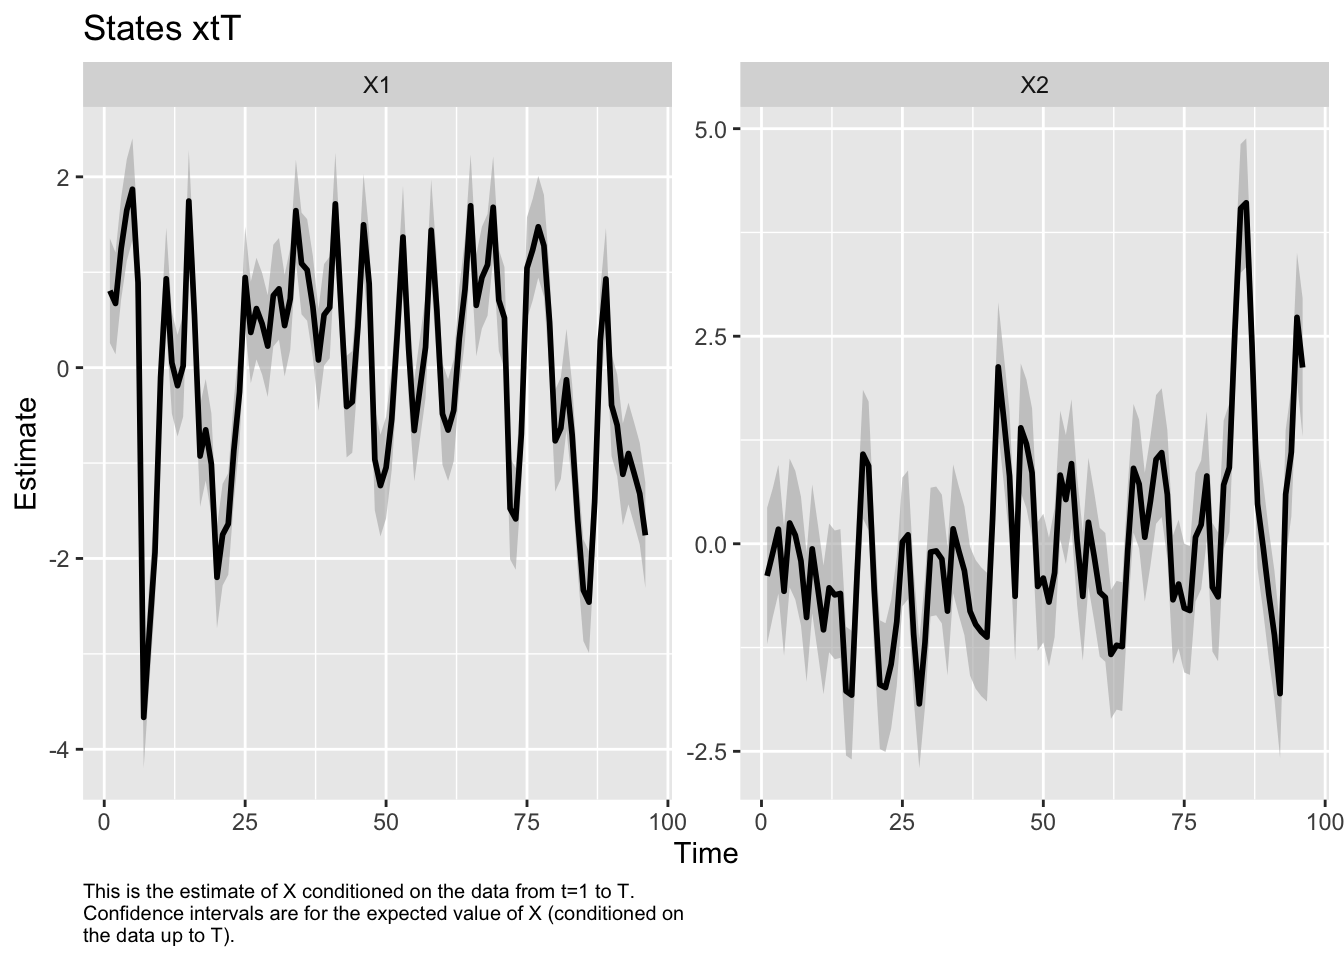 States xtT
X1
X2
Estimate
2
0
-2
-4
5.0
2.5
0.0
-2.5
0 25 50 75 100
0 25 50 75 100
Time
This is the estimate of X conditioned on the data from t=1 to T.
Confidence intervals are for the expected value of X (conditioned on
the data up to T).